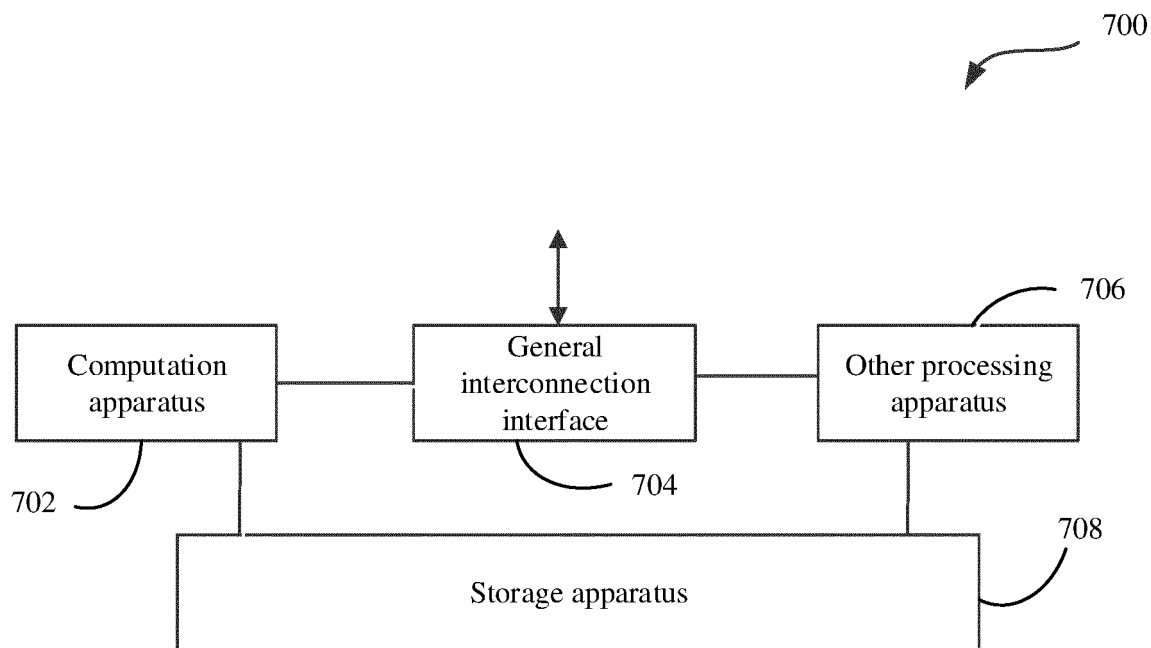 700
706
Computation
apparatus
General
interconnection
interface
Other processing
apparatus
702
704
708
Storage apparatus